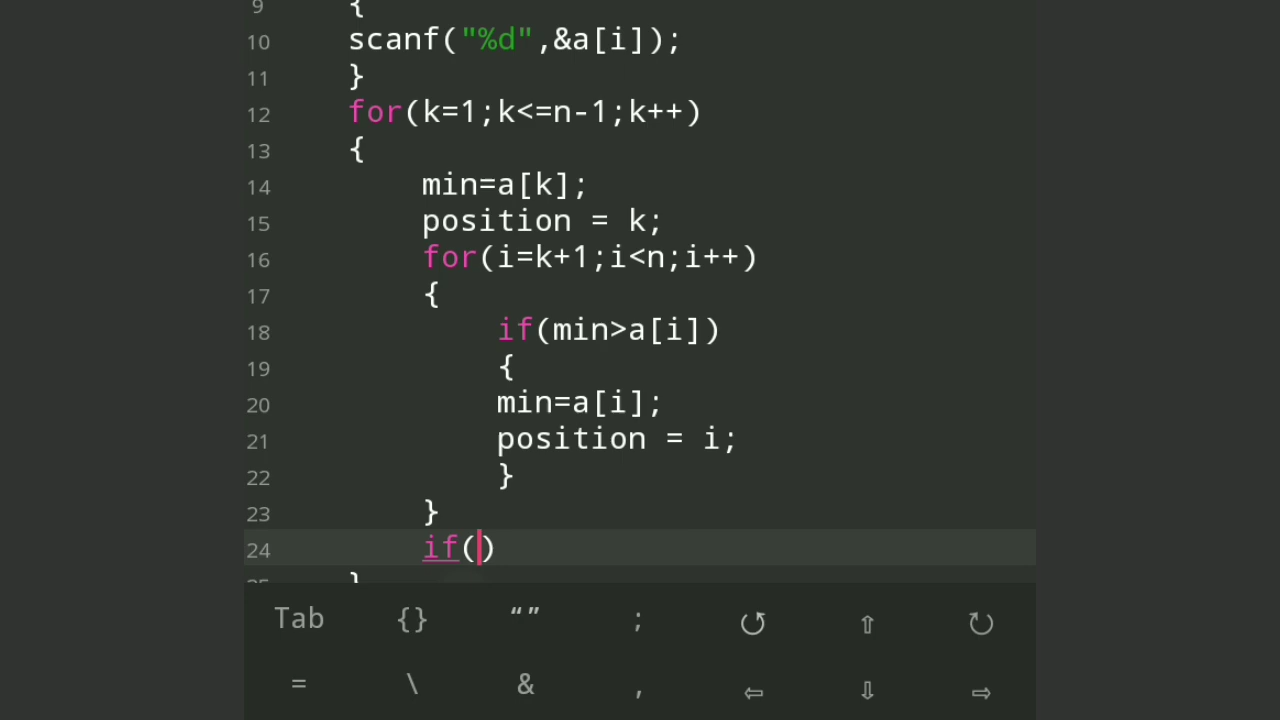 9 {
10 scanf("%d",&a[i]);
11 }
12 for(k=1;k<=n-1;k++)
13 {
14 min=a[k];
15 position = k;
16 for(i=k+1;i<n;i++)
17 {
18 if(min>a[i])
19 {
20 min=a[i];
21 position = i;
22 }
23 }
24 if()
25 }
Tab {} “” ; ↺ ⇧ ↻
= \ & , ⇦ ⇩ ⇨